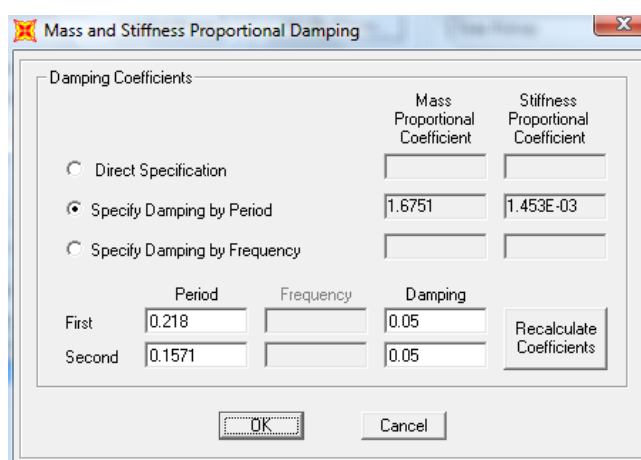 Mass and Stiffness Proportional Damping
X
Damping Coefficients
Mass Proportional Coefficient
Stiffness Proportional Coefficient
Direct Specification
Specify Damping by Period 1.6751 1.453E-03
Specify Damping by Frequency
Period Frequency Damping
First 0.218 0.05
Second 0.1571 0.05
Recalculate Coefficients
OK Cancel